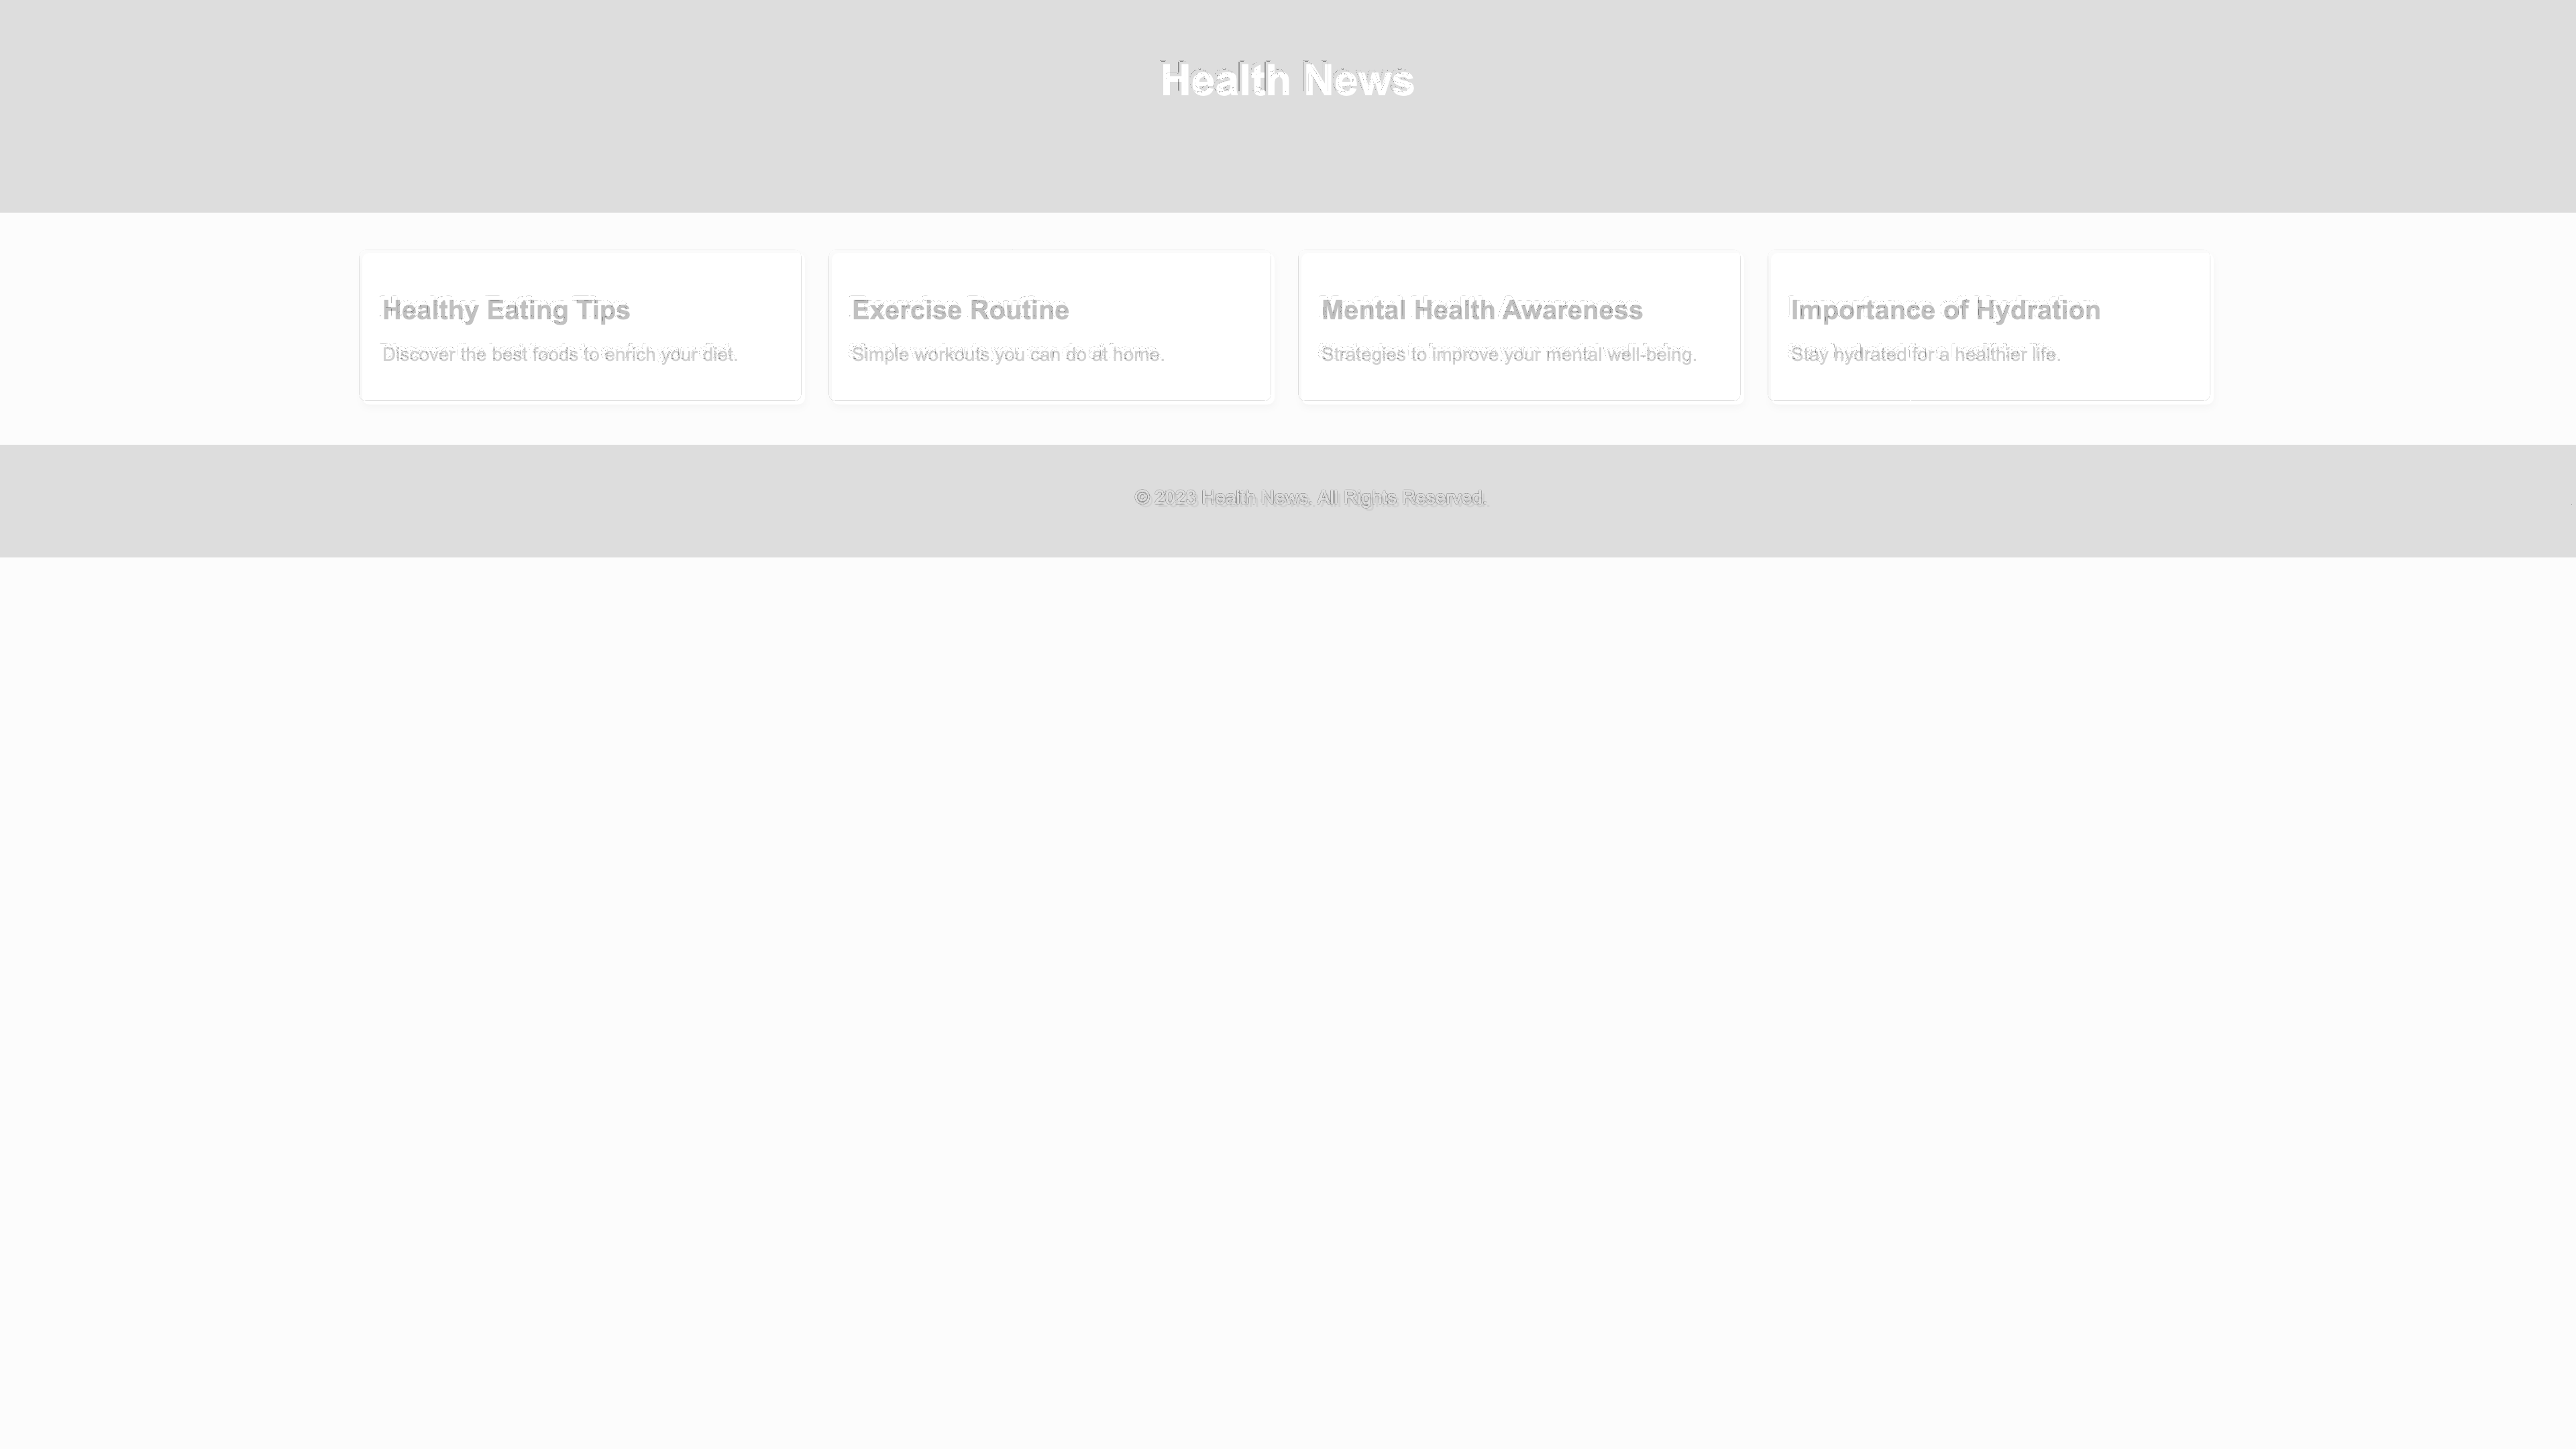 Health News
Healthy Eating Tips
Discover the best foods to enrich your diet.
Exercise Routine
Simple workouts you can do at home.
Mental Health Awareness
Strategies to improve your mental well-being.
Importance of Hydration
Stay hydrated for a healthier life.
© 2023 Health News. All Rights Reserved.